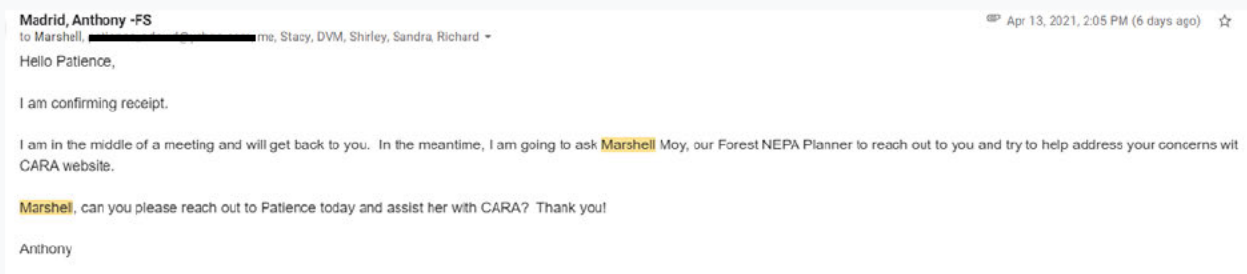 Madrid, Anthony -FS
Apr 13, 2021, 2:05 PM (6 days ago)
to Marshell, me, Stacy, DVM, Shirley, Sandra, Richard
Hello Patience,
I am confirming receipt.
I am in the middle of a meeting and will get back to you. In the meantime, I am going to ask Marshell Moy, our Forest NEPA Planner to reach out to you and try to help address your concerns wit
CARA website.
Marshell, can you please reach out to Patience today and assist her with CARA? Thank you!
Anthony